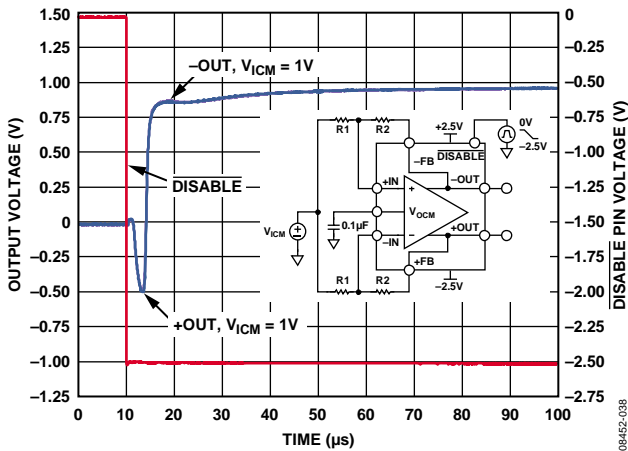 1.50
1.25
1.00
0.75
0.50
0.25
0
–0.25
–0.50
–0.75
–1.00
–1.25
OUTPUT VOLTAGE (V)
0
–0.25
–0.50
–0.75
–1.00
–1.25
–1.50
–1.75
–2.00
–2.25
–2.50
–2.75
DISABLE PIN VOLTAGE (V)
0 10 20 30 40 50 60 70 80 90 100
TIME (µs)
–OUT, VICM = 1V
DISABLE
+OUT, VICM = 1V
R1 R2
+2.5V
0V
–2.5V
–FB
DISABLE
+IN
–OUT
+
VOCM
VICM
0.1µF
–IN
–
+OUT
+FB
R1 R2
–2.5V
08452-038